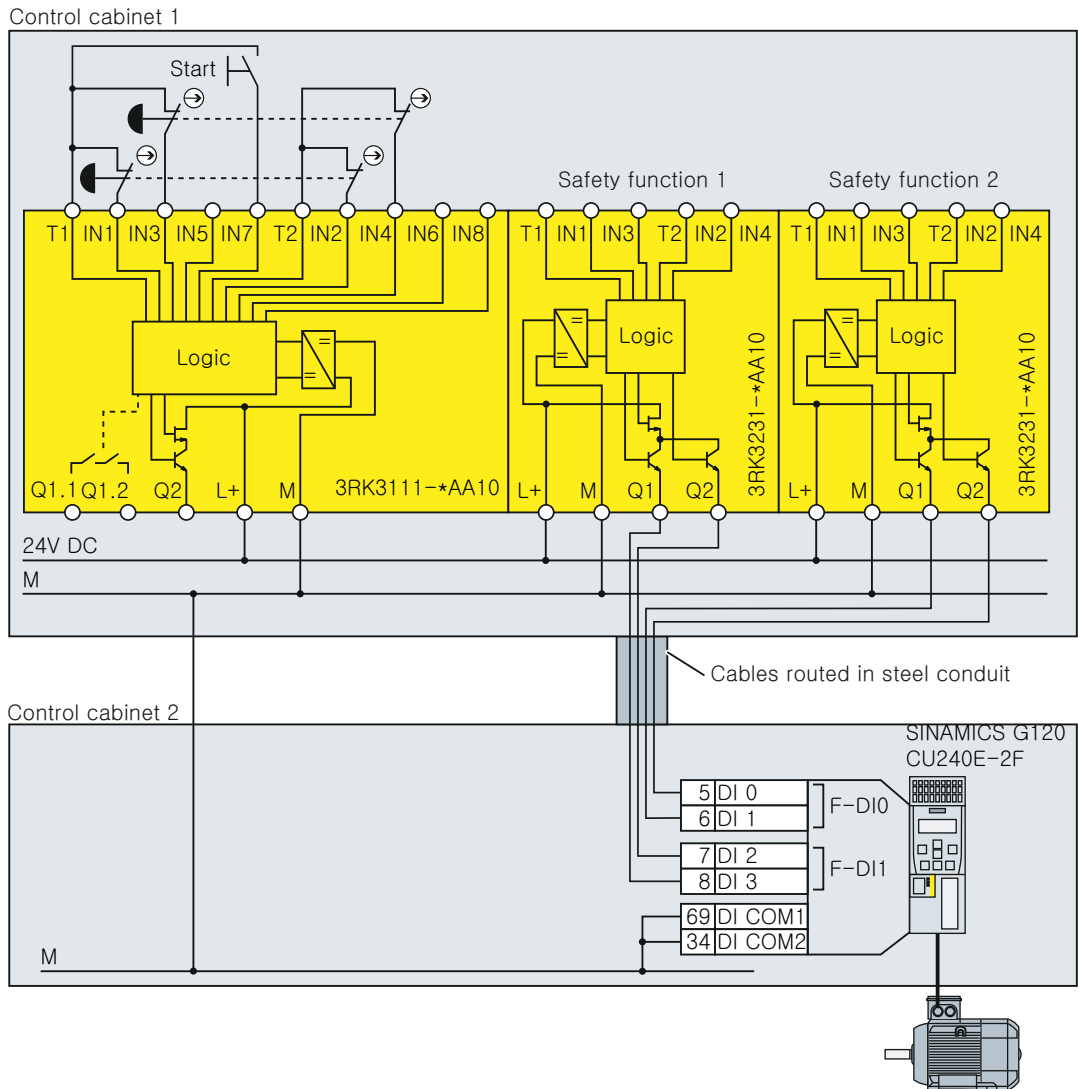 Control cabinet 1
Start
Safety function 1
Safety function 2
T1 IN1 IN3 IN5 IN7 T2 IN2 IN4 IN6 IN8
T1 IN1 IN3 T2 IN2 IN4
T1 IN1 IN3 T2 IN2 IN4
Logic
=
=
Logic
=
=
Logic
=
=
Q1.1 Q1.2 Q2 L+ M 3RK3111-*AA10
L+ M Q1 Q2 3RK3231-*AA10
L+ M Q1 Q2 3RK3231-*AA10
24V DC
M
Cables routed in steel conduit
Control cabinet 2
SINAMICS G120
CU240E-2F
5 DI 0
6 DI 1
F-DI0
7 DI 2
8 DI 3
F-DI1
69 DI COM1
34 DI COM2
M